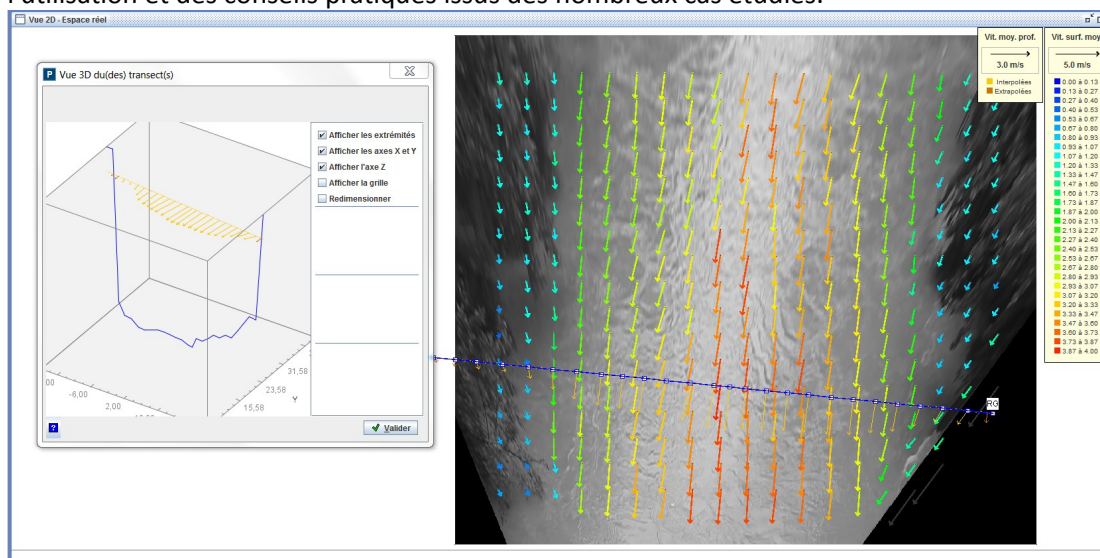 l'utilisation et des conseils pratiques issus des nombreux cas étudiés.
Vue 2D - Espace réel
Vue 3D du(des) transect(s)
Afficher les extrémités
Afficher les axes X et Y
Afficher l'axe Z
Afficher la grille
Redimensionner
00
-6,00
2,00
15,58
23,58
31,58
Y
?
Valider
RG
Vit. moy. prof.
3.0 m/s
Interpolées
Extrapolées
Vit. surf. moy
5.0 m/s
0.00 à 0.13
0.13 à 0.27
0.27 à 0.40
0.40 à 0.53
0.53 à 0.67
0.67 à 0.80
0.80 à 0.93
0.93 à 1.07
1.07 à 1.20
1.20 à 1.33
1.33 à 1.47
1.47 à 1.60
1.60 à 1.73
1.73 à 1.87
1.87 à 2.00
2.00 à 2.13
2.13 à 2.27
2.27 à 2.40
2.40 à 2.53
2.53 à 2.67
2.67 à 2.80
2.80 à 2.93
2.93 à 3.07
3.07 à 3.20
3.20 à 3.33
3.33 à 3.47
3.47 à 3.60
3.60 à 3.73
3.73 à 3.87
3.87 à 4.00